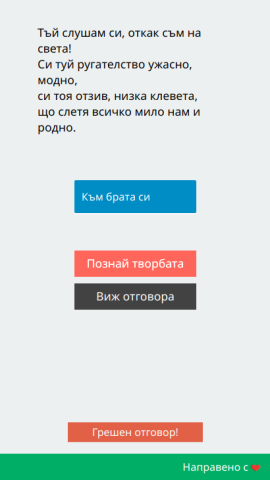 Тъй слушам си, откак съм на
света!
Си туй ругателство ужасно,
модно,
си тоя отзив, низка клевета,
що слетя всичко мило нам и
родно.
Към брата си
Познай творбата
Виж отговора
Грешен отговор!
Направено с ❤